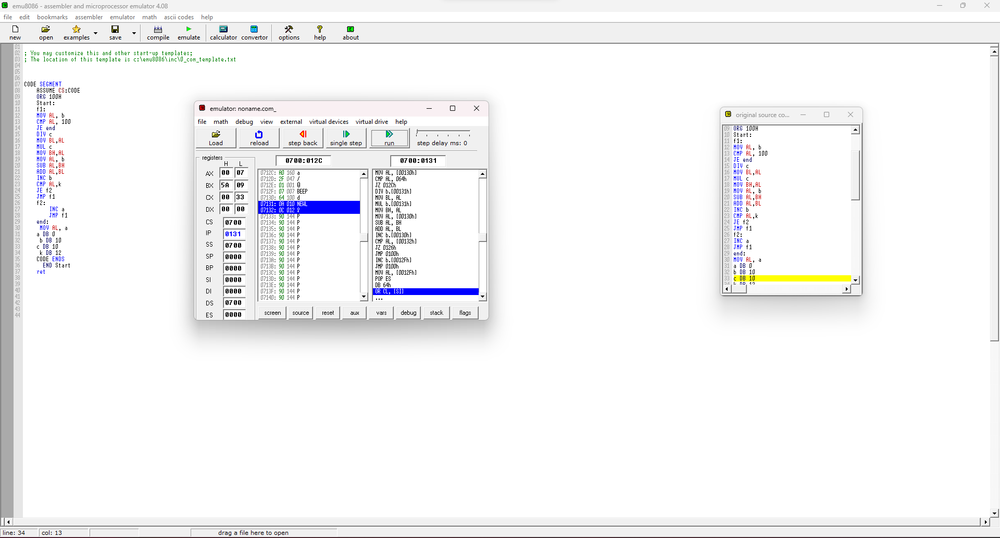 emu8086 - assembler and microprocessor emulator 4.08
file edit bookmarks assembler emulator math ascii codes help
new open examples save compile emulate calculator convertor options help about
01
02 ; You may customize this and other start-up templates;
03 ; The location of this template is c:\emu8086\inc\0_com_template.txt
04
05
06
07 CODE SEGMENT
08 ASSUME CS:CODE
09 ORG 100H
10 Start:
11 f1:
12 MOV AL, b
13 CMP AL, 100
14 JE end
15 DIV c
16 MOV BL,AL
17 MUL c
18 MOV BH,AL
19 MOV AL, b
20 SUB AL,BH
21 ADD AL,BL
22 INC b
23 CMP AL,k
24 JE f2
25 JMP f1
26 f2:
27 INC a
28 JMP f1
29 end:
30 MOV AL, a
31 a DB 0
32 b DB 10
33 c DB 10
34 k DB 12
35 CODE ENDS
36 END Start
37 ret
38
39
40
41
42
43
44
emulator: noname.com_
file math debug view external virtual devices virtual drive help
Load reload step back single step run step delay ms: 0
registers
H L
AX 00 07
BX 5A 09
CX 00 33
DX 00 00
CS 0700
IP 0131
SS 0700
SP 0000
BP 0000
SI 0000
DI 0000
DS 0700
ES 0000
0700:012C
0712C: A0 160 a
0712D: 2F 047 /
0712E: 01 001
0712F: 07 007 BEEP
07130: 64 100 d
07131: 0A 010 NEWL
07132: 0C 012 ♀
07133: 90 144 P
07134: 90 144 P
07135: 90 144 P
07136: 90 144 P
07137: 90 144 P
07138: 90 144 P
07139: 90 144 P
0713A: 90 144 P
0713B: 90 144 P
0713C: 90 144 P
0713D: 90 144 P
0713E: 90 144 P
0713F: 90 144 P
07140: 90 144 P
0700:0131
MOV AL, [00130h]
CMP AL, 064h
JZ 012Ch
DIV b.[00131h]
MOV BL, AL
MUL b.[00131h]
MOV BH, AL
MOV AL, [00130h]
SUB AL, BH
ADD AL, BL
INC b.[00130h]
CMP AL, [00132h]
JZ 0126h
JMP 0100h
INC b.[0012Fh]
JMP 0100h
MOV AL, [0012Fh]
POP ES
DB 64h
OR CL, [SI]
...
screen source reset aux vars debug stack flags
original source co...
09 ORG 100H
10 Start:
11 f1:
12 MOV AL, b
13 CMP AL, 100
14 JE end
15 DIV c
16 MOV BL,AL
17 MUL c
18 MOV BH,AL
19 MOV AL, b
20 SUB AL,BH
21 ADD AL,BL
22 INC b
23 CMP AL,k
24 JE f2
25 JMP f1
26 f2:
27 INC a
28 JMP f1
29 end:
30 MOV AL, a
31 a DB 0
32 b DB 10
33 c DB 10
34 k DB 12
line: 34 col: 13 drag a file here to open